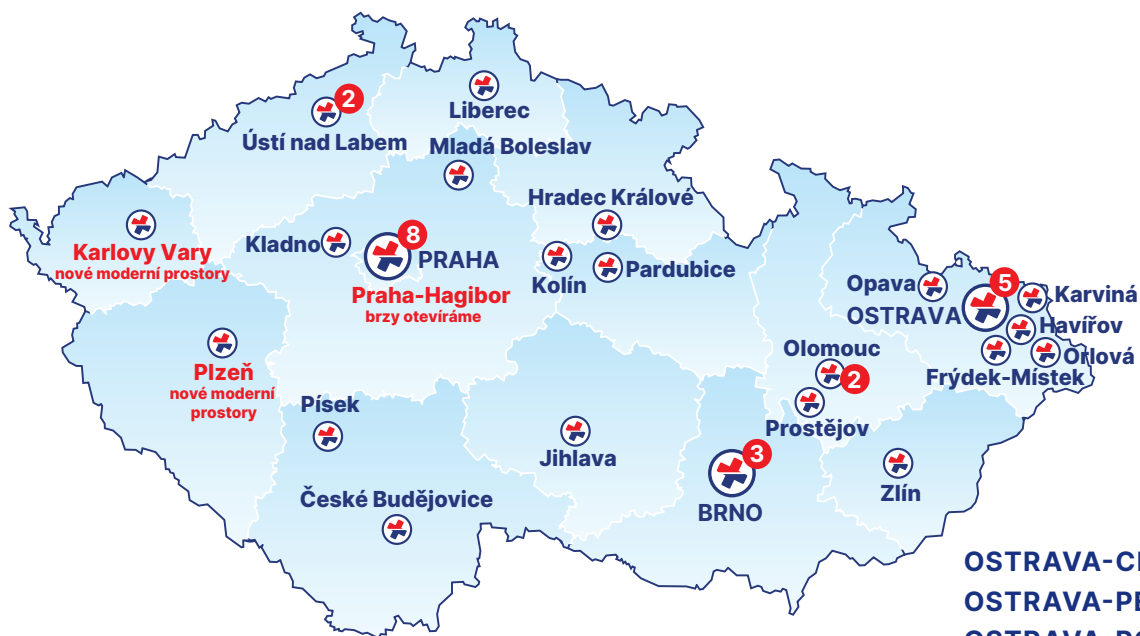 Liberec
2
Ústí nad Labem
Mladá Boleslav
Hradec Králové
Karlovy Vary
nové moderní prostory
Kladno
8
PRAHA
Praha-Hagibor
brzy otevíráme
Kolín
Pardubice
Opava
5
OSTRAVA
Karviná
Havířov
Orlová
Frýdek-Místek
Plzeň
nové moderní
prostory
Olomouc
2
Prostějov
Písek
Jihlava
3
BRNO
Zlín
České Budějovice
OSTRAVA-
OSTRAVA-